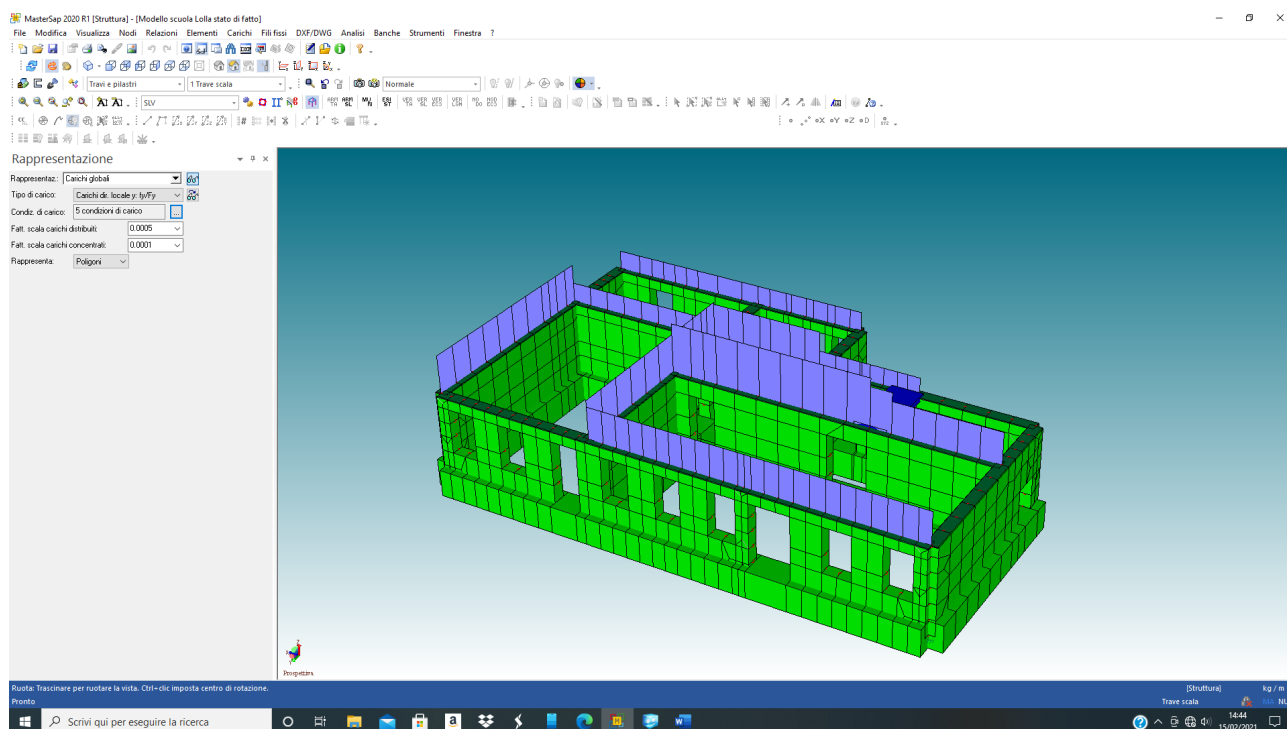 MasterSap 2020 R1 [Struttura] - [Modello scuola Lolla stato di fatto]
File Modifica Visualizza Nodi Relazioni Elementi Carichi Fili fissi DXF/DWG Analisi Banche Strumenti Finestra ?
Travi e pilastri 1 Trave scala Normale
SLV
Rappresentazione
Rappresentaz.: Carichi globali
Tipo di carico: Carichi dir. locale y: fy/Fy
Condiz. di carico: 5 condizioni di carico ...
Fatt. scala carichi distribuiti: 0.0005
Fatt. scala carichi concentrati: 0.0001
Rappresenta: Poligoni
Prospettiva
Ruota: Trascinare per ruotare la vista. Ctrl+clic imposta centro di rotazione. [Struttura] kg / m
Pronto Trave scala MA NU
Scrivi qui per eseguire la ricerca
14:44
15/02/2021